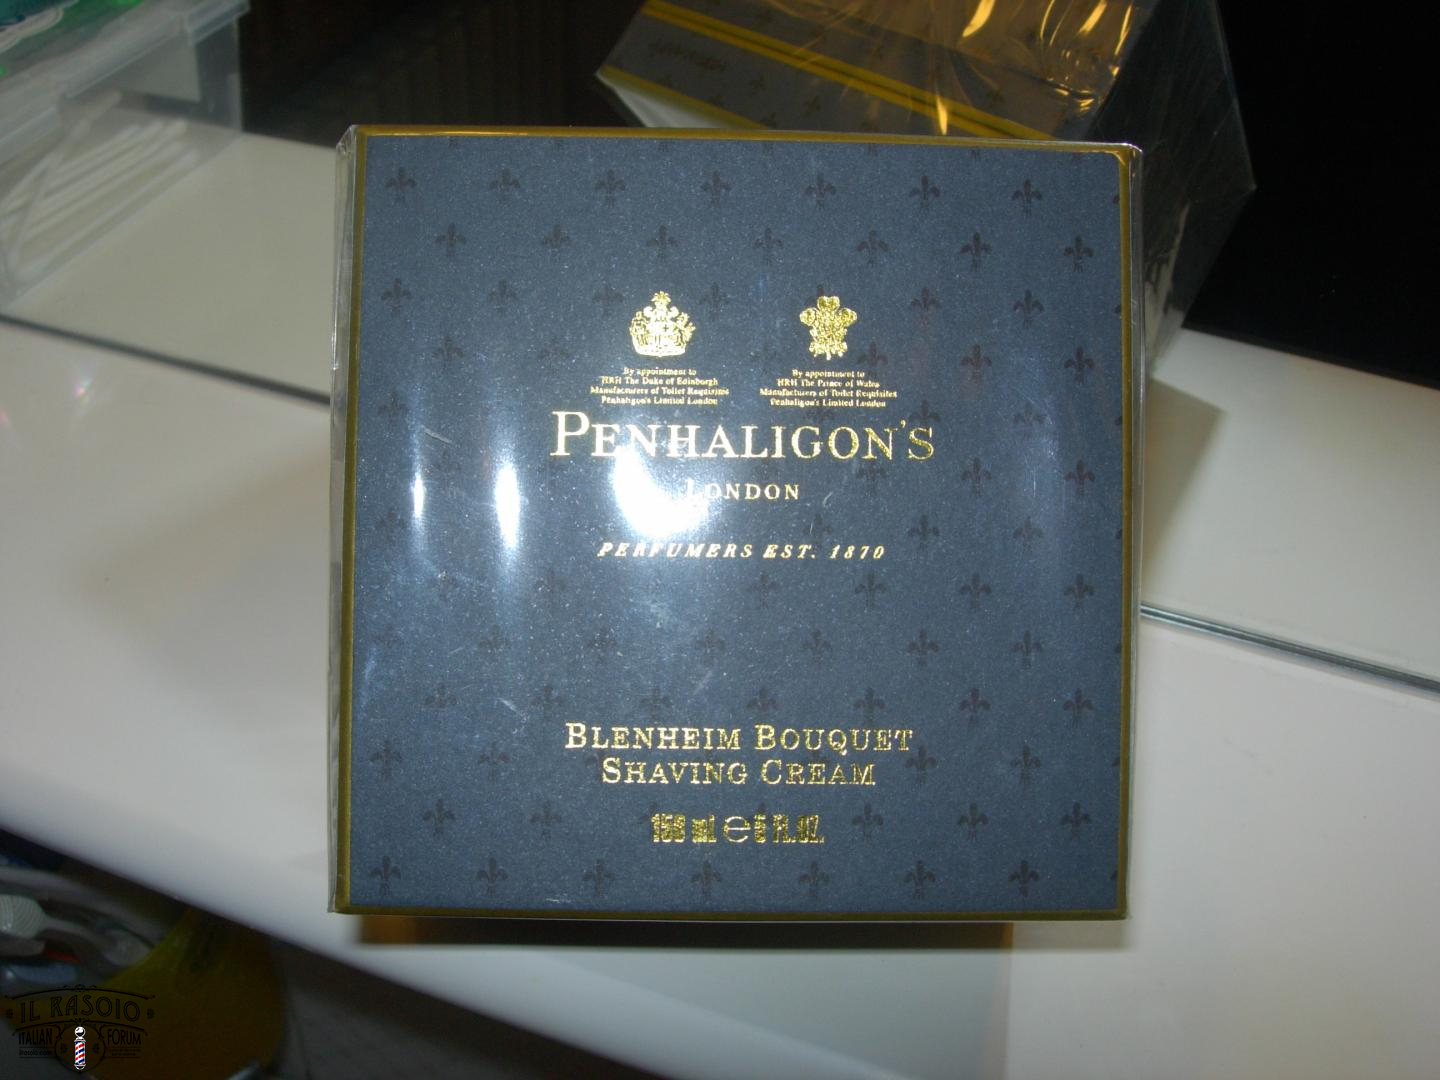 By appointment to
HRH The Duke of Edinburgh
Manufacturers of Toilet Requisites
Penhaligon's Limited London
By appointment to
HRH The Prince of Wales
Manufacturers of Toilet Requisites
Penhaligon's Limited London
PENHALIGON'S
LONDON
PERFUMERS EST. 1870
BLENHEIM BOUQUET
SHAVING CREAM
150 ml e 5 FL.OZ.
IL RASOIO
ITALIAN FORUM